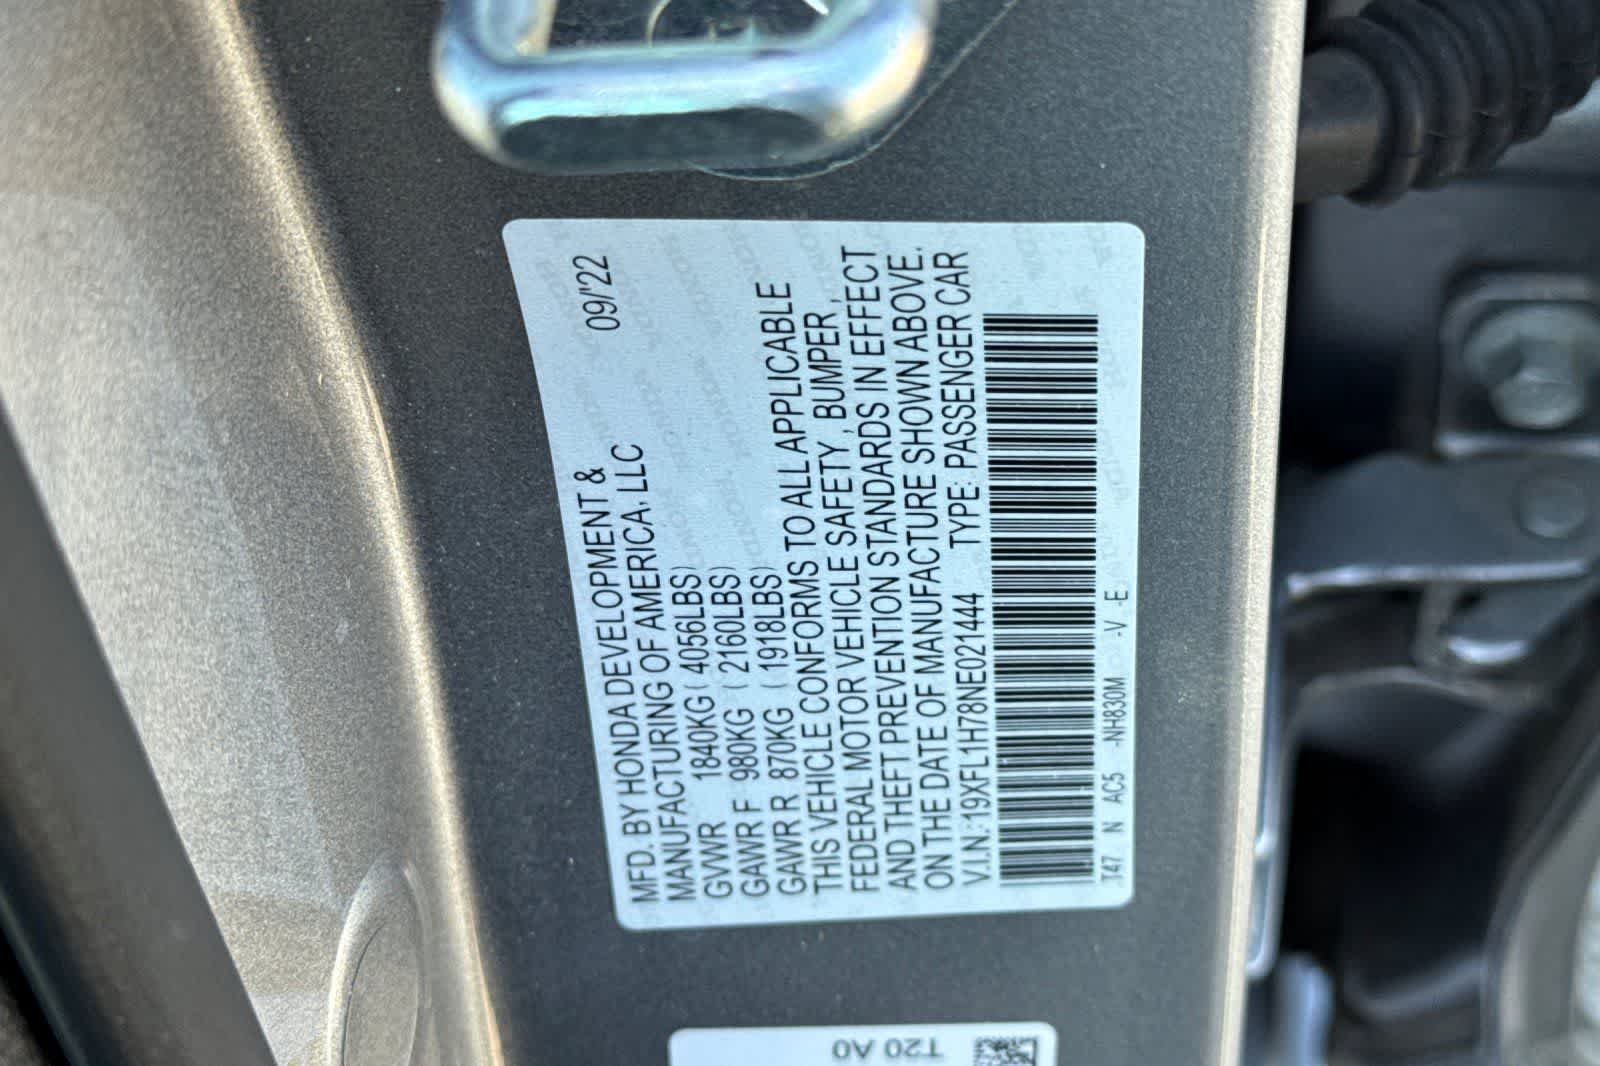 MFD. BY HONDA DEVELOPMENT & 09/'22
MANUFACTURING OF AMERICA, LLC
GVWR 1840KG ( 4056LBS)
GAWR F 980KG ( 2160LBS)
GAWR R 870KG ( 1918LBS)
THIS VEHICLE CONFORMS TO ALL APPLICABLE
FEDERAL MOTOR VEHICLE SAFETY , BUMPER ,
AND THEFT PREVENTION STANDARDS IN EFFECT
ON THE DATE OF MANUFACTURE SHOWN ABOVE.
V.I.N.:19XFL1H78NE021444 TYPE: PASSENGER CAR
T47 N AC5 -NH830M -V -E
T20 A0